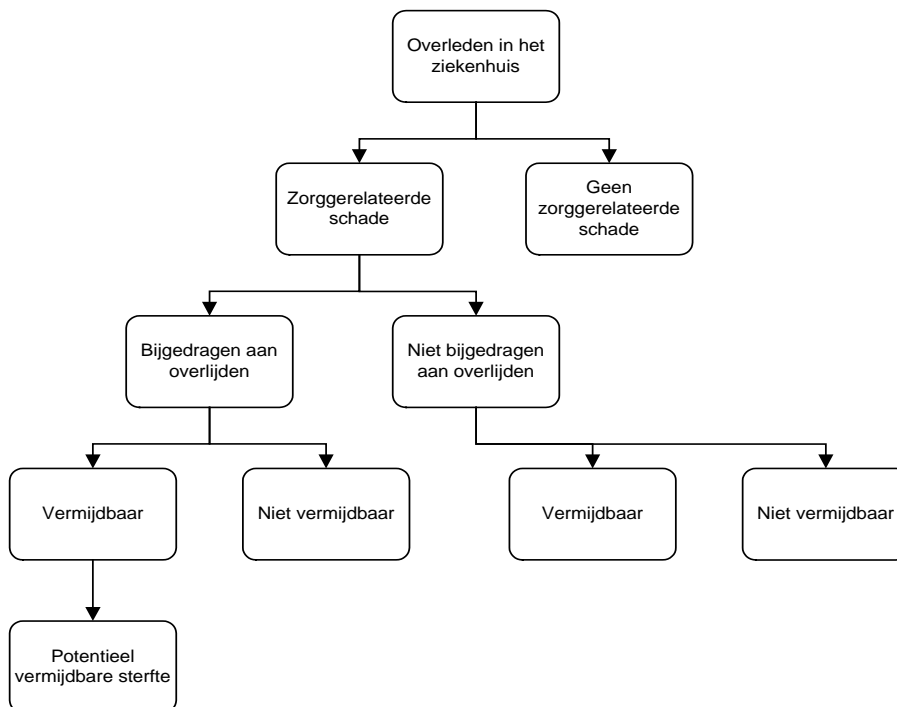 Overleden in het
ziekenhuis
Zorggerelateerde
schade
Geen
zorggerelateerde
schade
Bijgedragen aan
overlijden
Niet bijgedragen
aan overlijden
Vermijdbaar
Niet vermijdbaar
Vermijdbaar
Niet vermijdbaar
Potentieel
vermijdbare sterfte